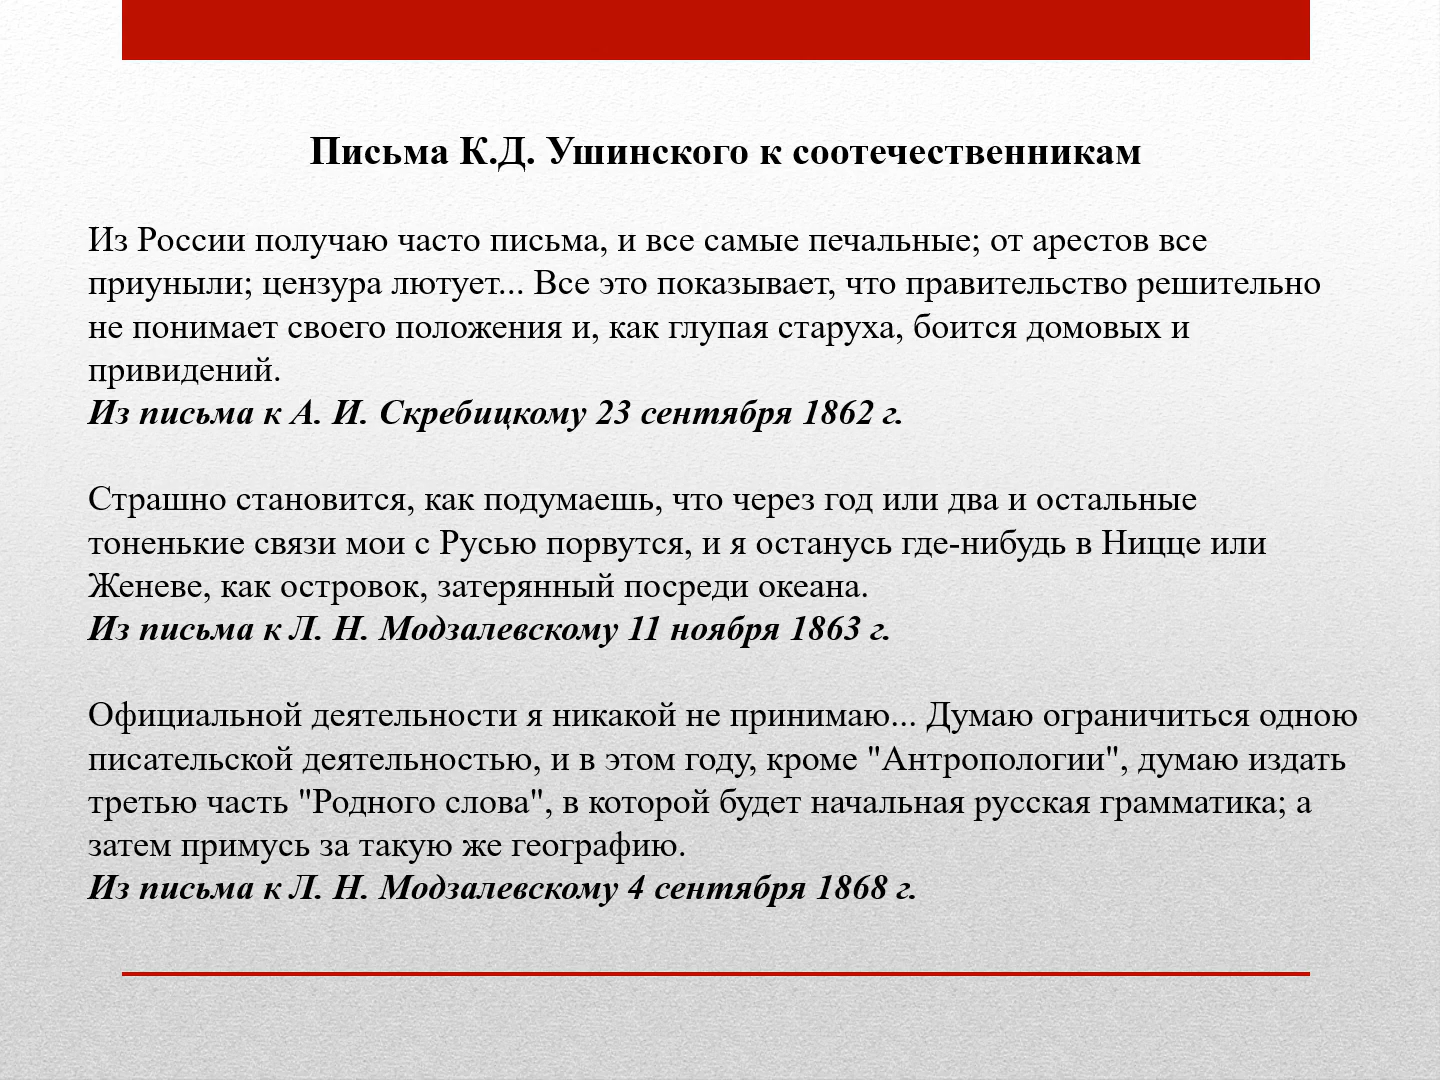 Письма К.Д. Ушинского к соотечественникам
Из России получаю часто письма, и все самые печальные; от арестов все
приуныли; цензура лютует... Все это показывает, что правительство решительно
не понимает своего положения и, как глупая старуха, боится домовых и
привидений.
Из письма к А. И. Скребицкому 23 сентября 1862 г.
Страшно становится, как подумаешь, что через год или два и остальные
тоненькие связи мои с Русью порвутся, и я останусь где-нибудь в Ницце или
Женеве, как островок, затерянный посреди океана.
Из письма к Л. Н. Модзалевскому 11 ноября 1863 г.
Официальной деятельности я никакой не принимаю... Думаю ограничиться одною
писательской деятельностью, и в этом году, кроме "Антропологии", думаю издать
третью часть "Родного слова", в которой будет начальная русская грамматика; а
затем примусь за такую же географию.
Из письма к Л. Н. Модзалевскому 4 сентября 1868 г.